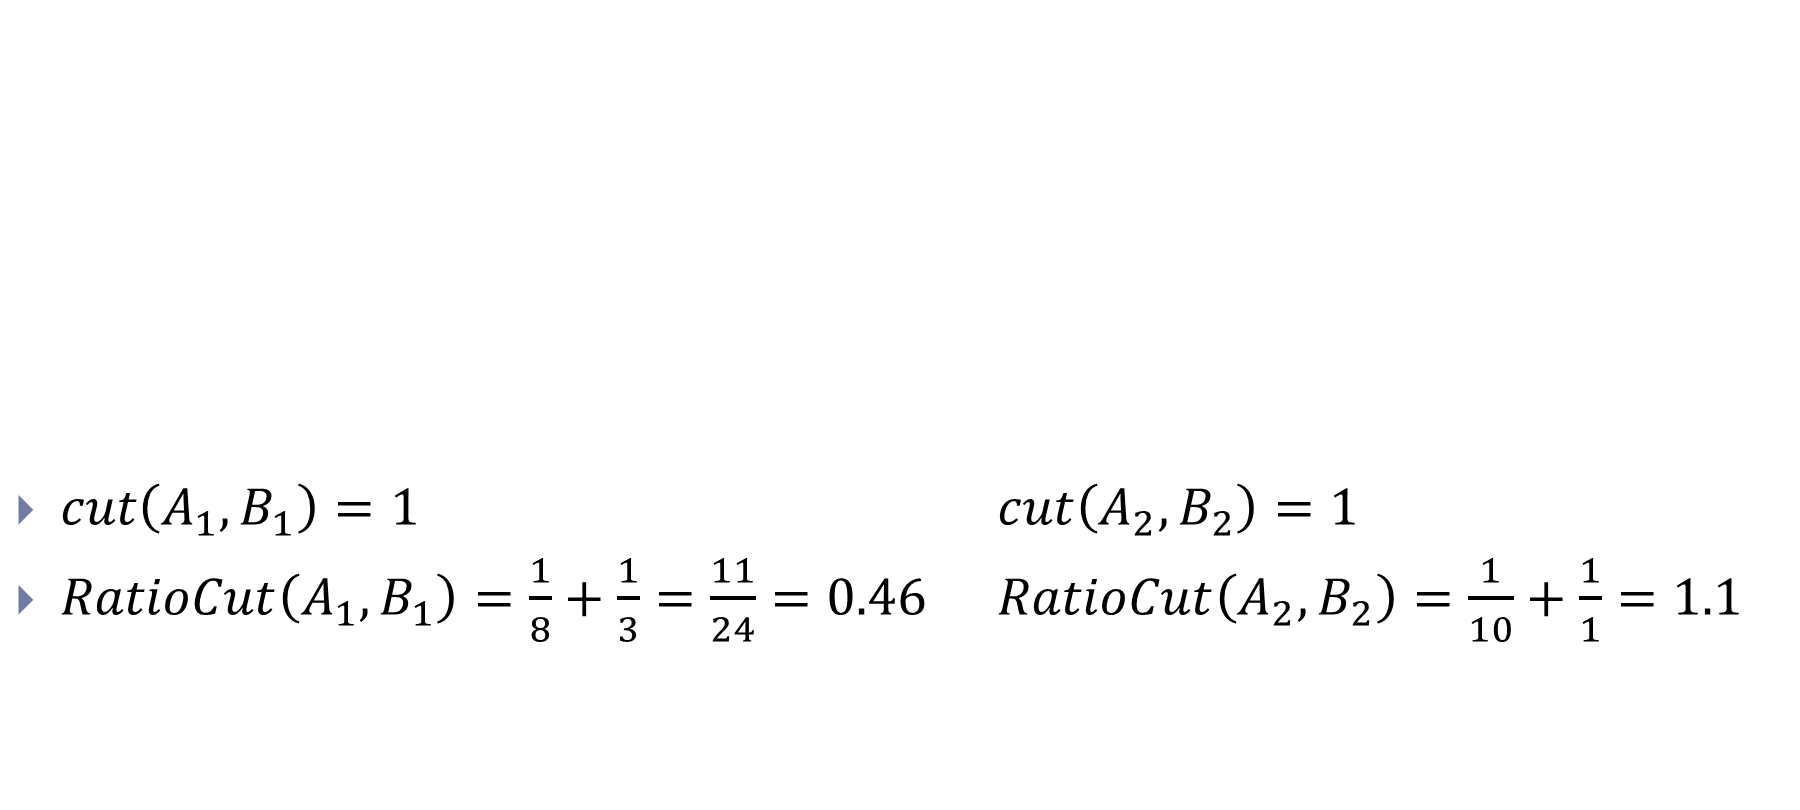 ▸ cut(A₁, B₁) = 1 cut(A₂, B₂) = 1
▸ RatioCut(A₁, B₁) = 1/8 + 1/3 = 11/24 = 0.46 RatioCut(A₂, B₂) = 1/10 + 1/1 = 1.1